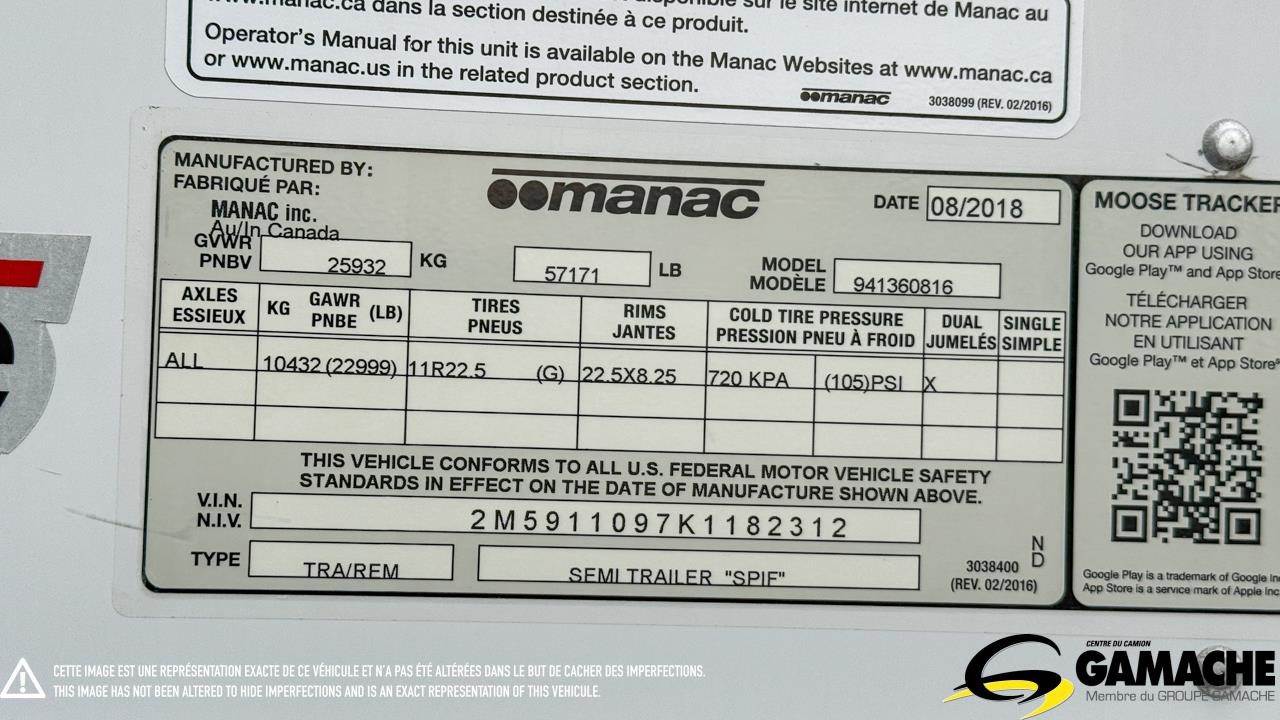 www.manac.ca dans la section destinée à ce produit.
disponible sur le site internet de Manac au
Operator's Manual for this unit is available on the Manac Websites at www.manac.ca
or www.manac.us in the related product section.
manac 3038099 (REV. 02/2016)
MANUFACTURED BY:
FABRIQUÉ PAR:
MANAC inc.
Au/In Canada
manac
DATE 08/2018
GVWR
PNBV 25932 KG 57171 LB
MODEL
MODÈLE 941360816
AXLES
ESSIEUX
KG GAWR (LB)
PNBE
TIRES
PNEUS
RIMS
JANTES
COLD TIRE PRESSURE
PRESSION PNEU À FROID
DUAL
JUMELÉS
SINGLE
SIMPLE
ALL 10432 (22999) 11R22.5 (G) 22.5X8.25 720 KPA (105)PSI X
THIS VEHICLE CONFORMS TO ALL U.S. FEDERAL MOTOR VEHICLE SAFETY
STANDARDS IN EFFECT ON THE DATE OF MANUFACTURE SHOWN ABOVE.
V.I.N.
N.I.V. 2M5911097K1182312
TYPE TRA/REM SEMI TRAILER "SPIF"
N
D
3038400
(REV. 02/2016)
MOOSE TRACKER
DOWNLOAD
OUR APP USING
Google Play™ and App Store
TÉLÉCHARGER
NOTRE APPLICATION
EN UTILISANT
Google Play™ et App Store
Google Play is a trademark of Google In
App Store is a service mark of Apple Inc
CETTE IMAGE EST UNE REPRÉSENTATION EXACTE DE CE VÉHICULE ET N'A PAS ÉTÉ ALTÉRÉES DANS LE BUT DE CACHER DES IMPERFECTIONS.
THIS IMAGE HAS NOT BEEN ALTERED TO HIDE IMPERFECTIONS AND IS AN EXACT REPRESENTATION OF THIS VEHICLE.
CENTRE DU CAMION
GAMACHE
Membre du GROUPE GAMACHE